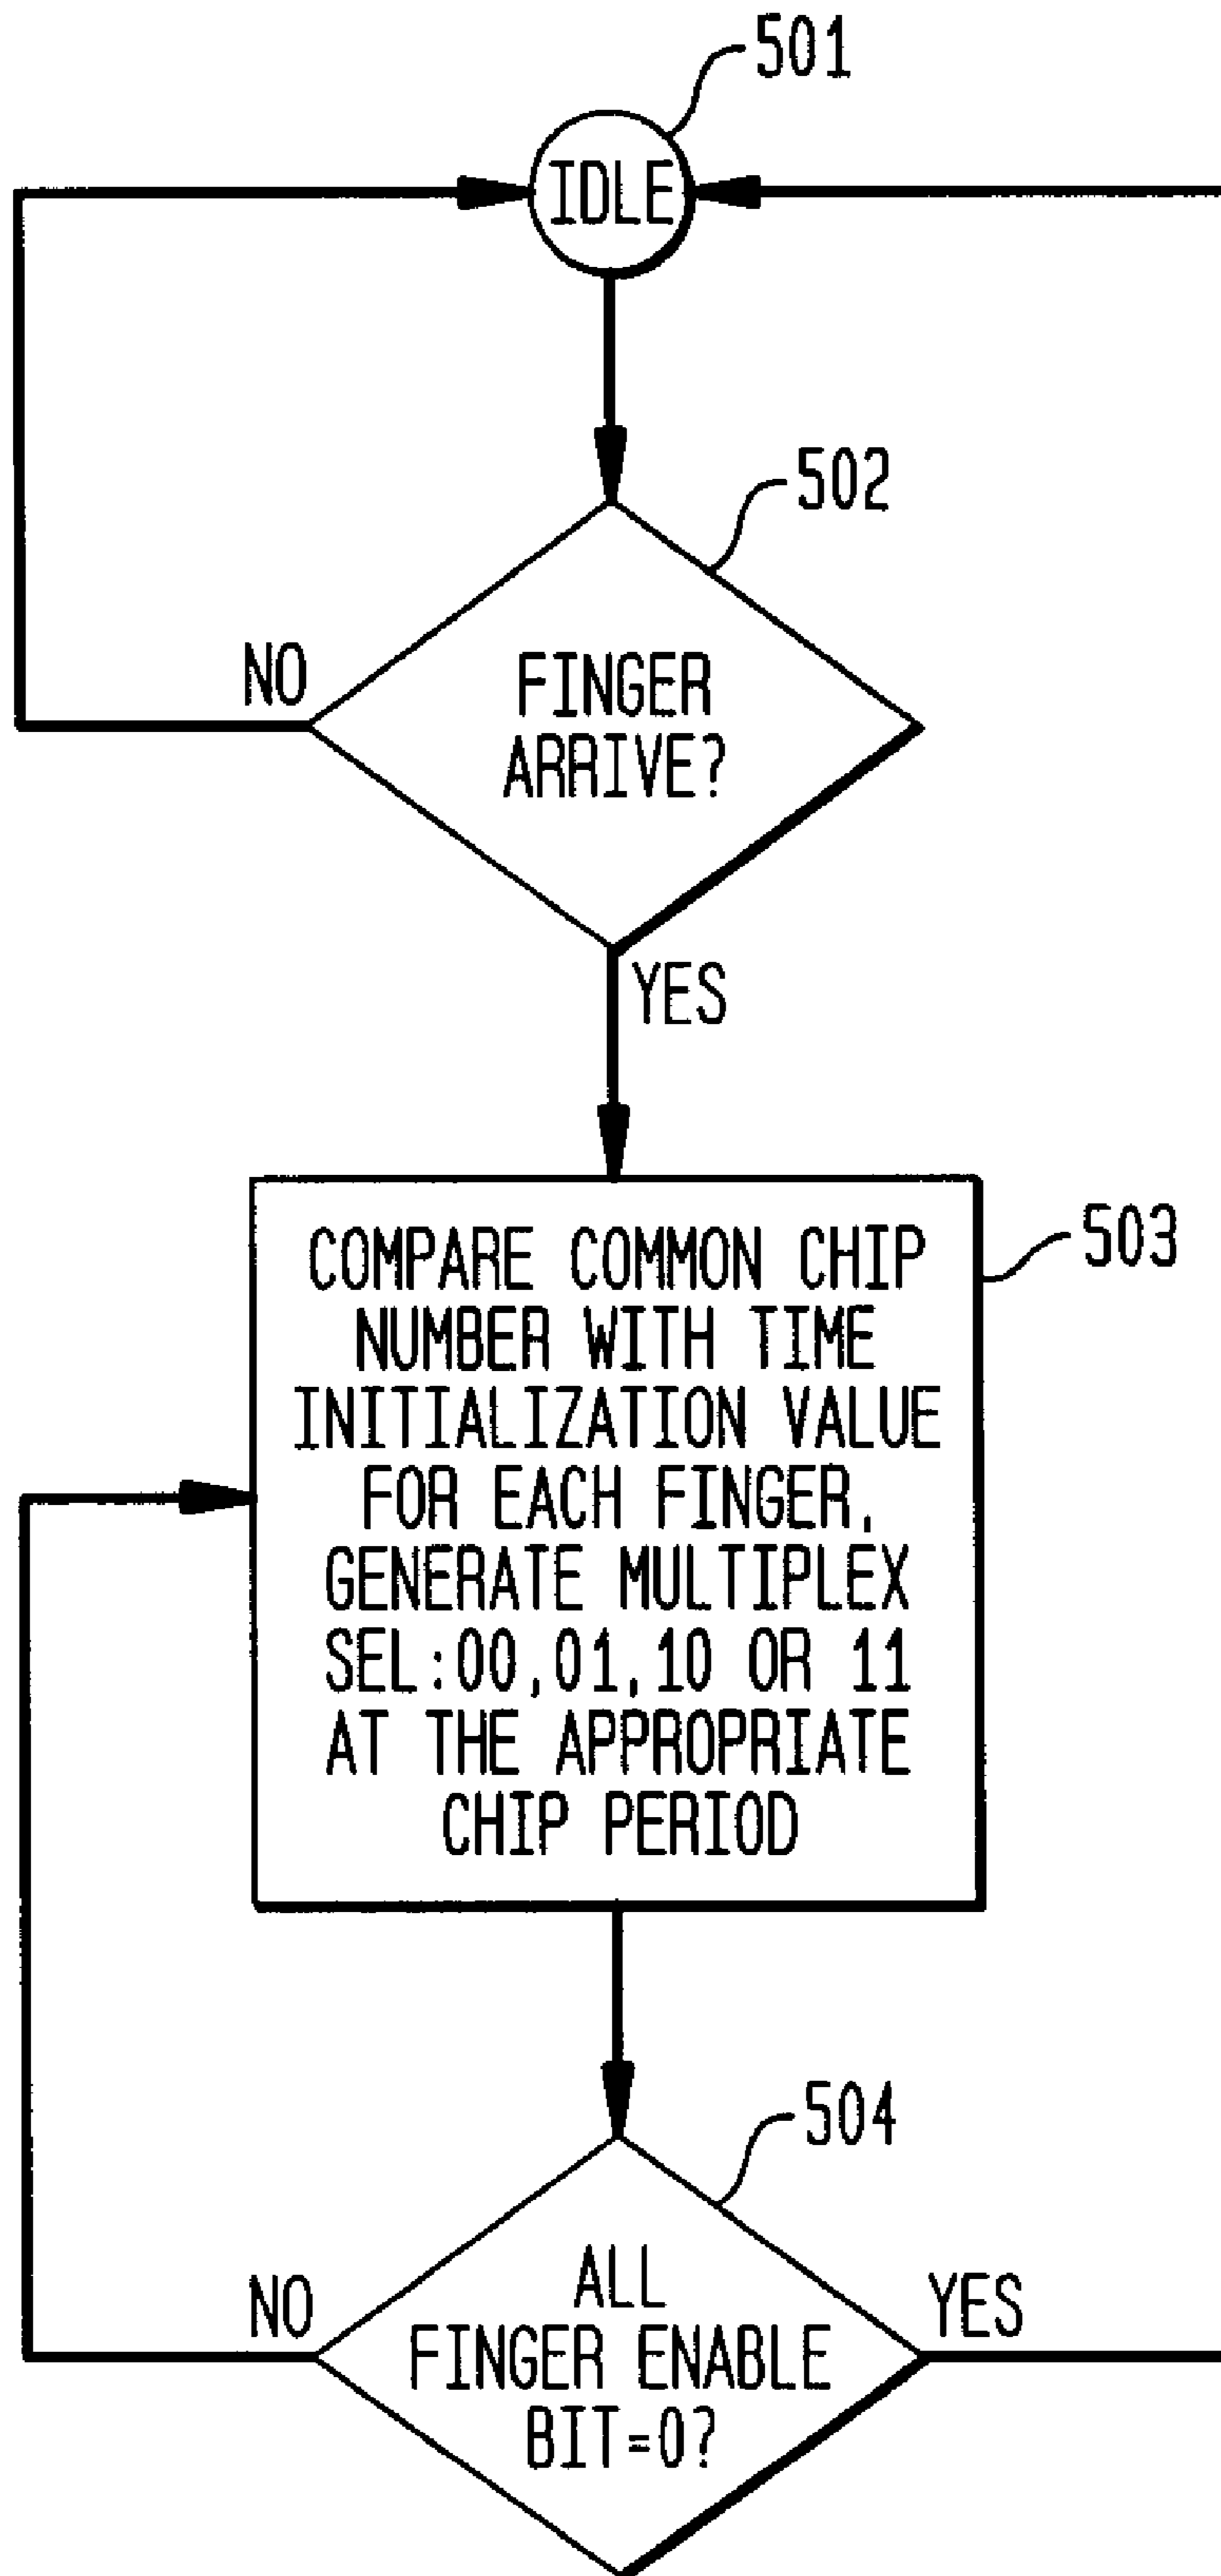 501
IDLE
502
FINGER
ARRIVE?
NO
YES
503
COMPARE COMMON CHIP
NUMBER WITH TIME
INITIALIZATION VALUE
FOR EACH FINGER,
GENERATE MULTIPLEX
SEL:00,01,10 OR 11
AT THE APPROPRIATE
CHIP PERIOD
504
ALL
FINGER ENABLE
BIT=0?
NO
YES